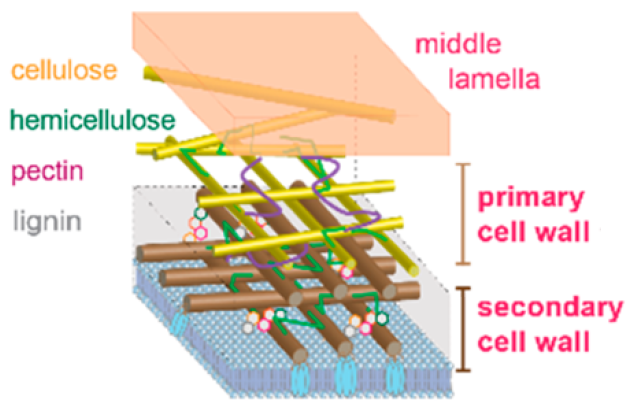 middle
lamella
cellulose
hemicellulose
pectin
lignin
primary
cell wall
secondary
cell wall